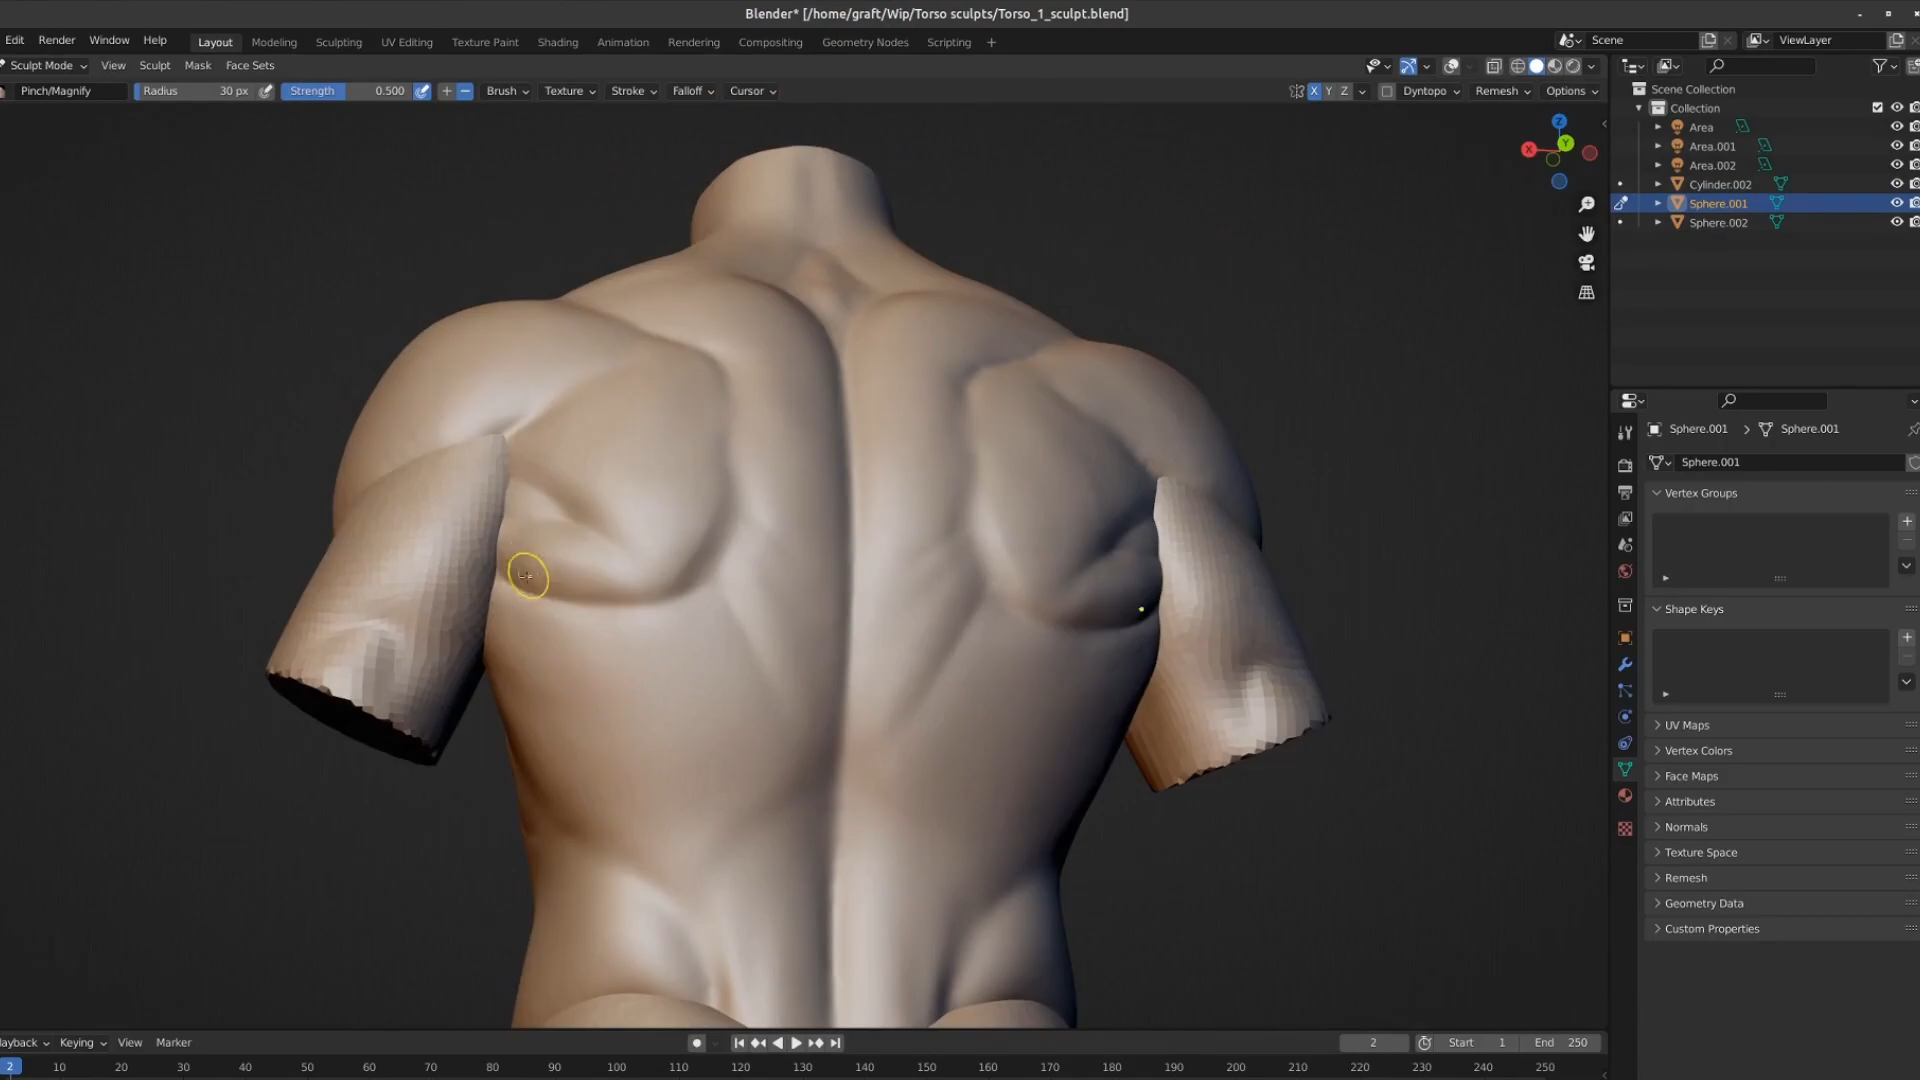 Blender* [/home/graft/Wip/Torso sculpts/Torso_1_sculpt.blend]
Edit Render Window Help Layout Modeling Sculpting UV Editing Texture Paint Shading Animation Rendering Compositing Geometry Nodes Scripting + Scene ViewLayer
Sculpt Mode View Sculpt Mask Face Sets
Pinch/Magnify Radius 30 px Strength 0.500 Brush Texture Stroke Falloff Cursor X Y Z Dyntopo Remesh Options
Scene Collection
Collection
Area
Area.001
Area.002
Cylinder.002
Sphere.001
Sphere.002
Z
Y
X
Sphere.001 > Sphere.001
Sphere.001
Vertex Groups
Shape Keys
UV Maps
Vertex Colors
Face Maps
Attributes
Normals
Texture Space
Remesh
Geometry Data
Custom Properties
layback Keying View Marker 2 Start 1 End 250
2 10 20 30 40 50 60 70 80 90 100 110 120 130 140 150 160 170 180 190 200 210 220 230 240 250